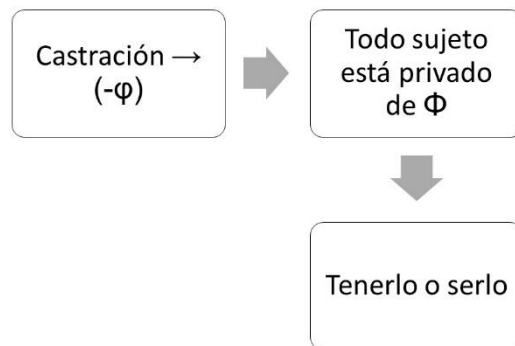 Castración →
(-φ)
Todo sujeto
está privado
de Φ
Tenerlo o serlo